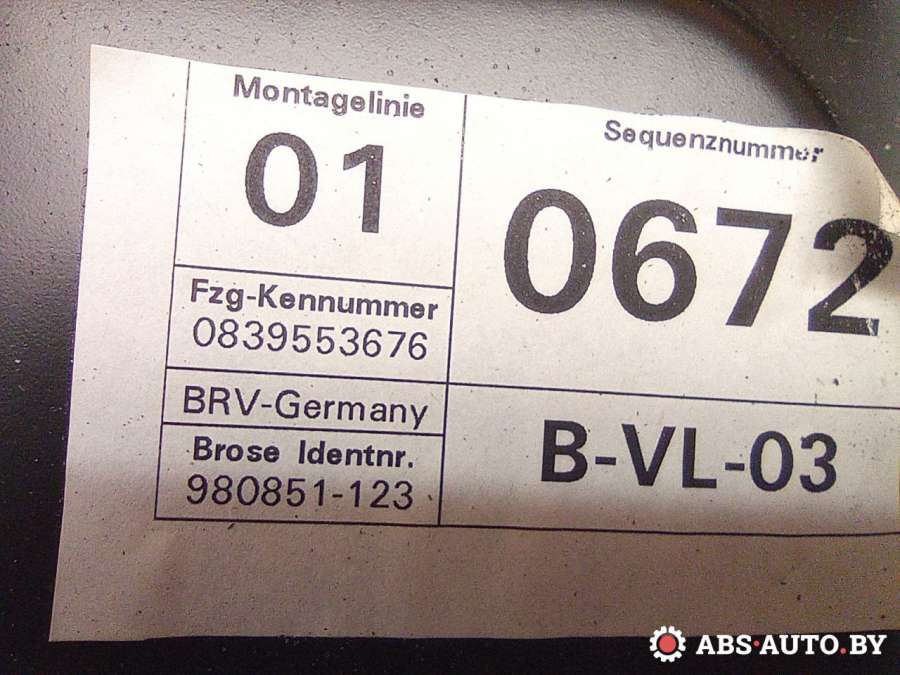 Montagelinie
01
Sequenznummer
0672
Fzg-Kennummer
0839553676
BRV-Germany
Brose Identnr.
980851-123
B-VL-03
ABS·AUTO.BY